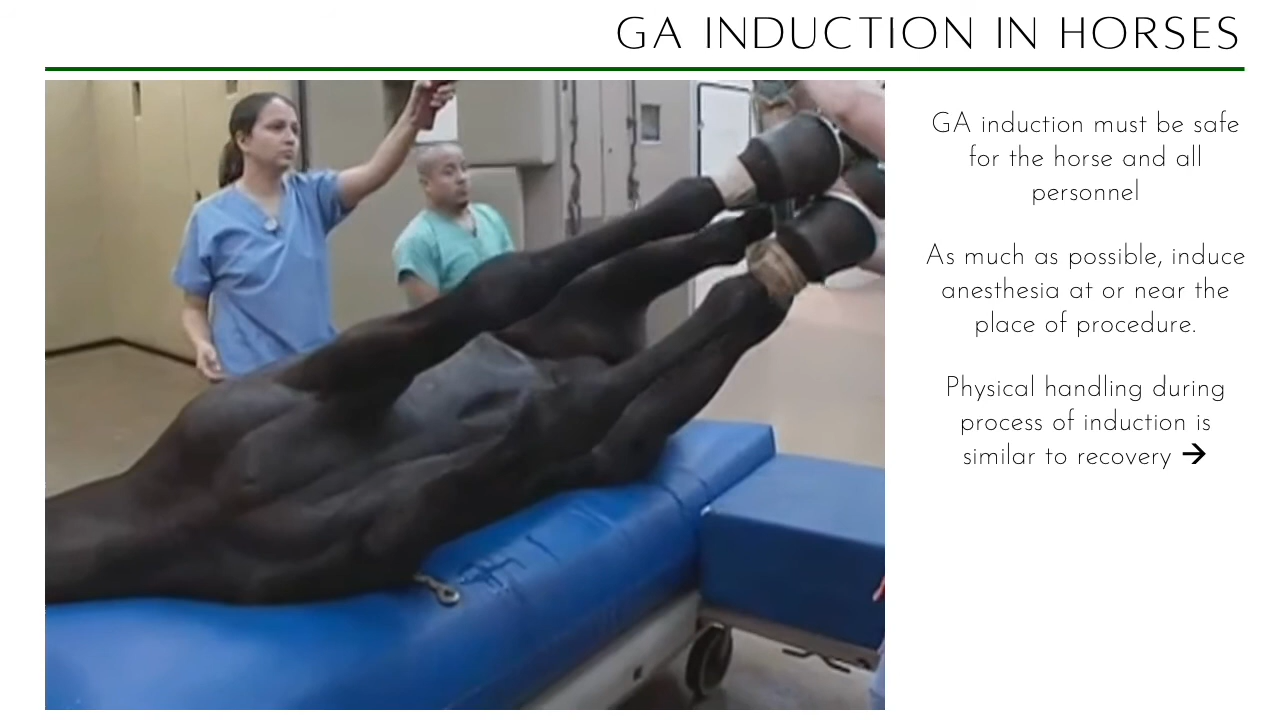 GA INDUCTION IN HORSES
GA induction must be safe
for the horse and all
personnel
As much as possible, induce
anesthesia at or near the
place of procedure.
Physical handling during
process of induction is
similar to recovery →